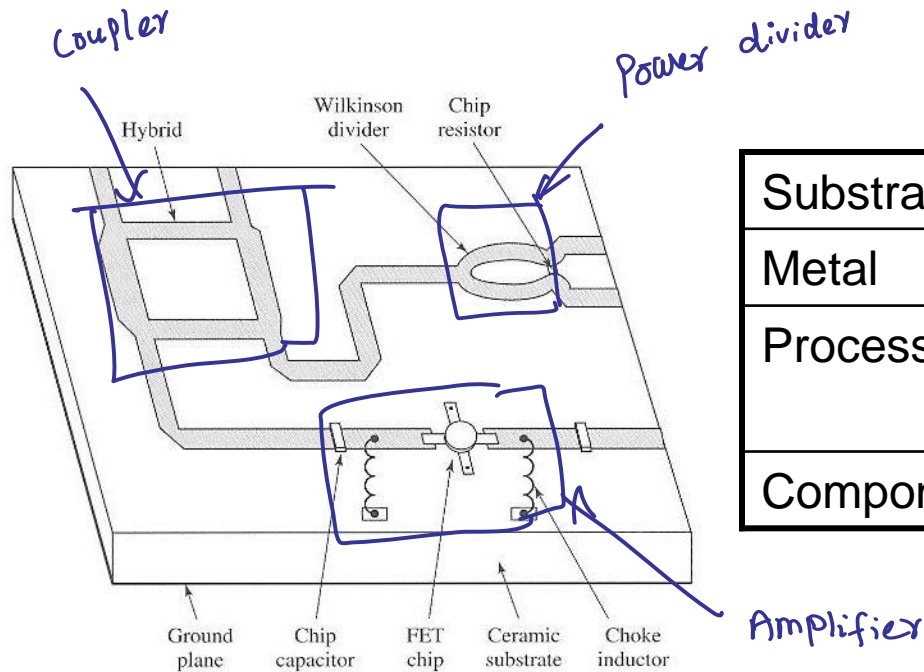 Coupler
Power divider
Hybrid
Wilkinson
divider
Chip
resistor
Substra
Metal
Process
Compor
Ground
plane
Chip
capacitor
FET
chip
Ceramic
substrate
Choke
inductor
Amplifier